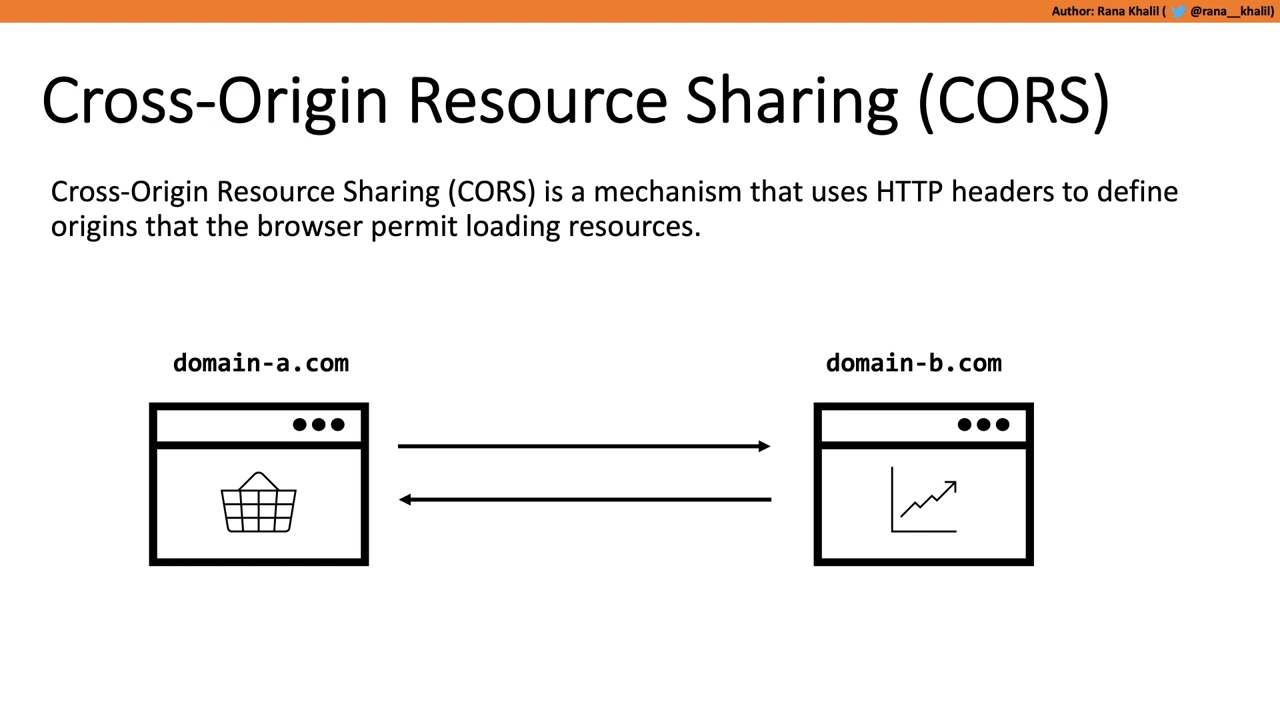 Author: Rana Khalil ( @rana__khalil)
Cross-Origin Resource Sharing (CORS)
Cross-Origin Resource Sharing (CORS) is a mechanism that uses HTTP headers to define
origins that the browser permit loading resources.
domain-a.com
domain-b.com